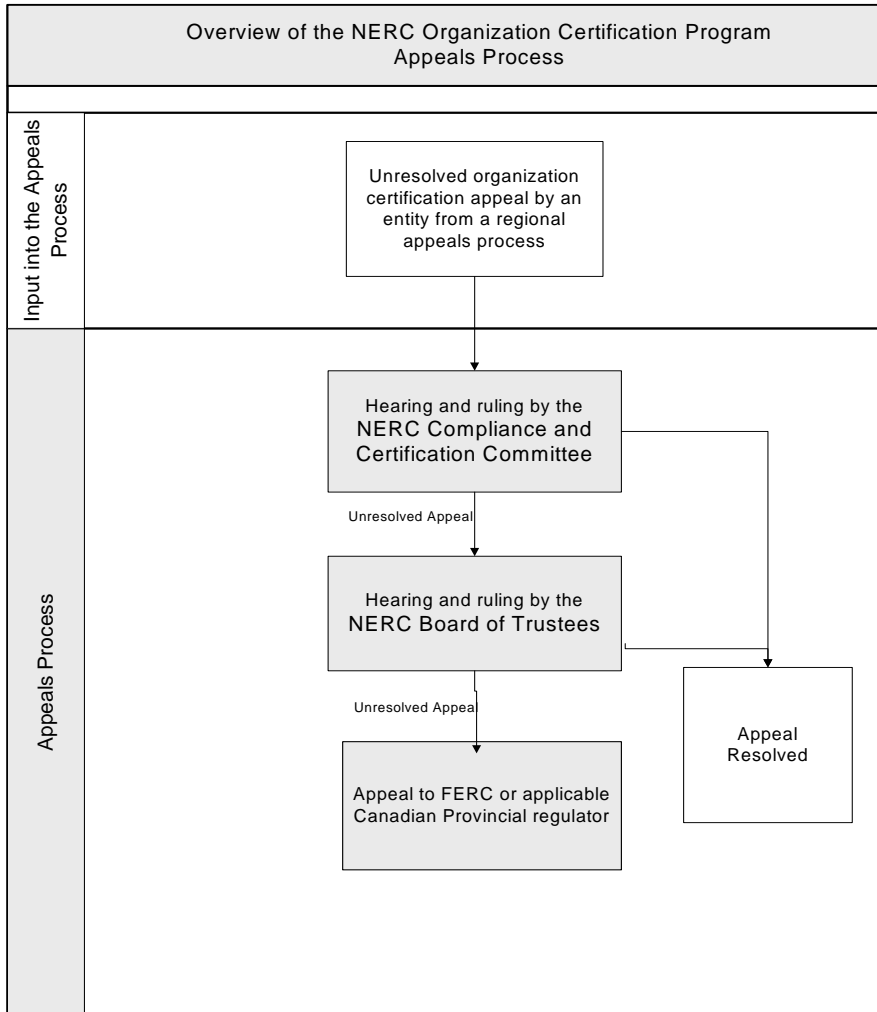 Overview of the NERC Organization Certification Program
Appeals Process
Input into the Appeals
Process
Unresolved organization
certification appeal by an
entity from a regional
appeals process
Appeals Process
Hearing and ruling by the
NERC Compliance and
Certification Committee
Unresolved Appeal
Hearing and ruling by the
NERC Board of Trustees
Unresolved Appeal
Appeal
Resolved
Appeal to FERC or applicable
Canadian Provincial regulator